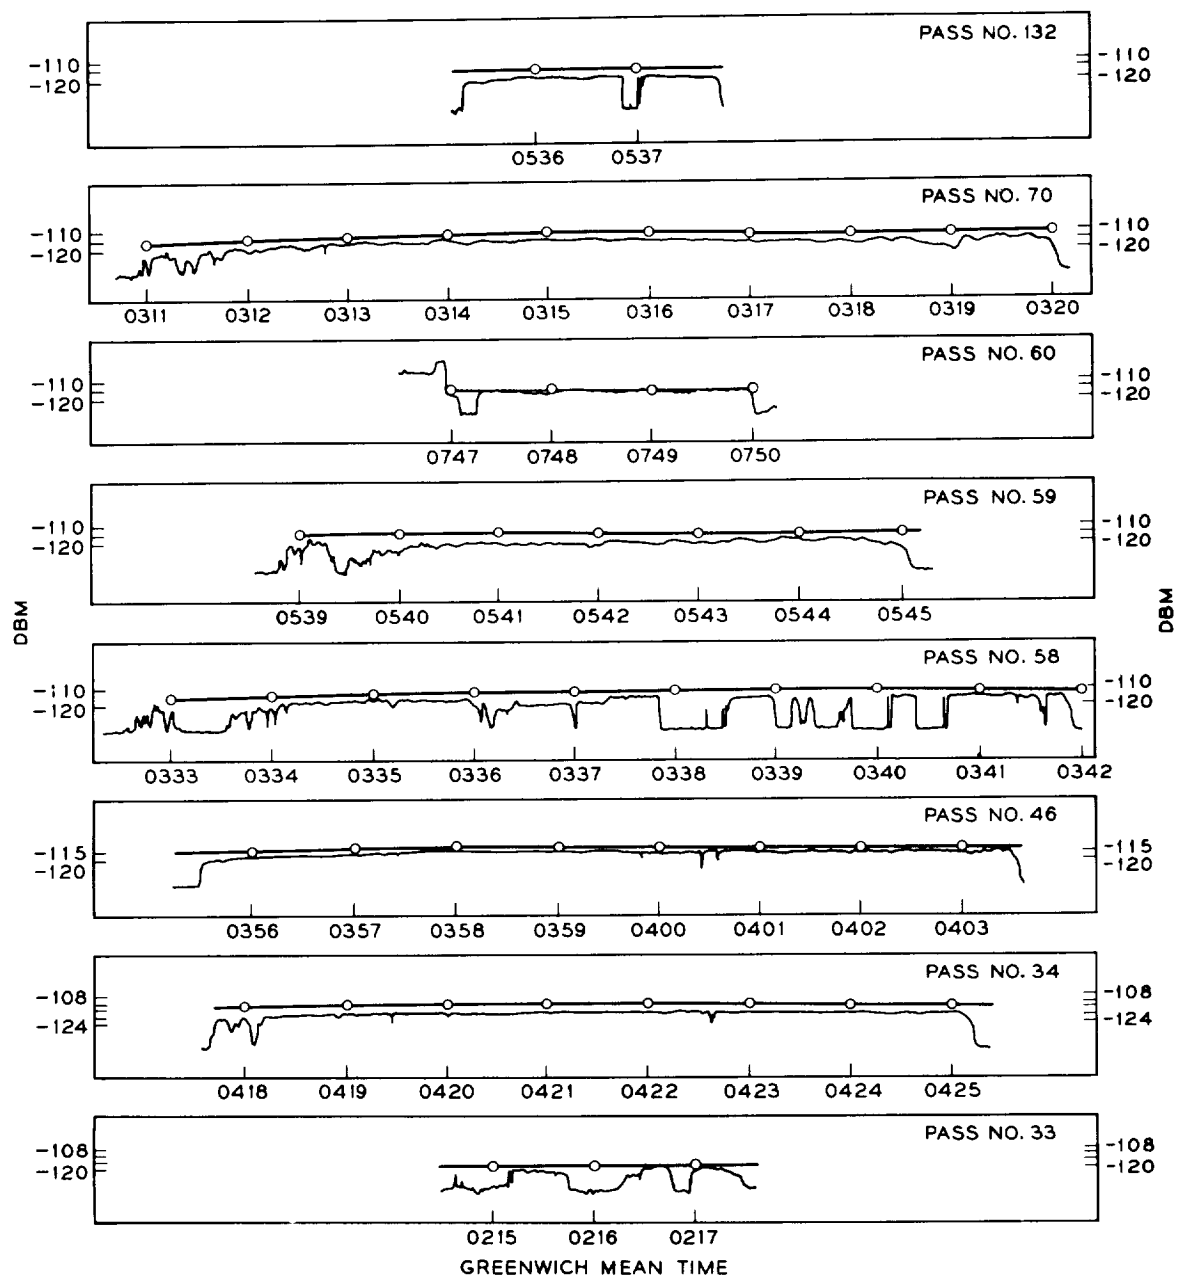 PASS NO. 132
-110 -110
-120 -120
0536 0537
PASS NO. 70
-110 -110
-120 -120
0311 0312 0313 0314 0315 0316 0317 0318 0319 0320
PASS NO. 60
-110 -110
-120 -120
0747 0748 0749 0750
PASS NO. 59
-110 -110
-120 -120
0539 0540 0541 0542 0543 0544 0545
DBM DBM
PASS NO. 58
-110 -110
-120 -120
0333 0334 0335 0336 0337 0338 0339 0340 0341 0342
PASS NO. 46
-115 -115
-120 -120
0356 0357 0358 0359 0400 0401 0402 0403
PASS NO. 34
-108 -108
-124 -124
0418 0419 0420 0421 0422 0423 0424 0425
PASS NO. 33
-108 -108
-120 -120
0215 0216 0217
GREENWICH MEAN TIME